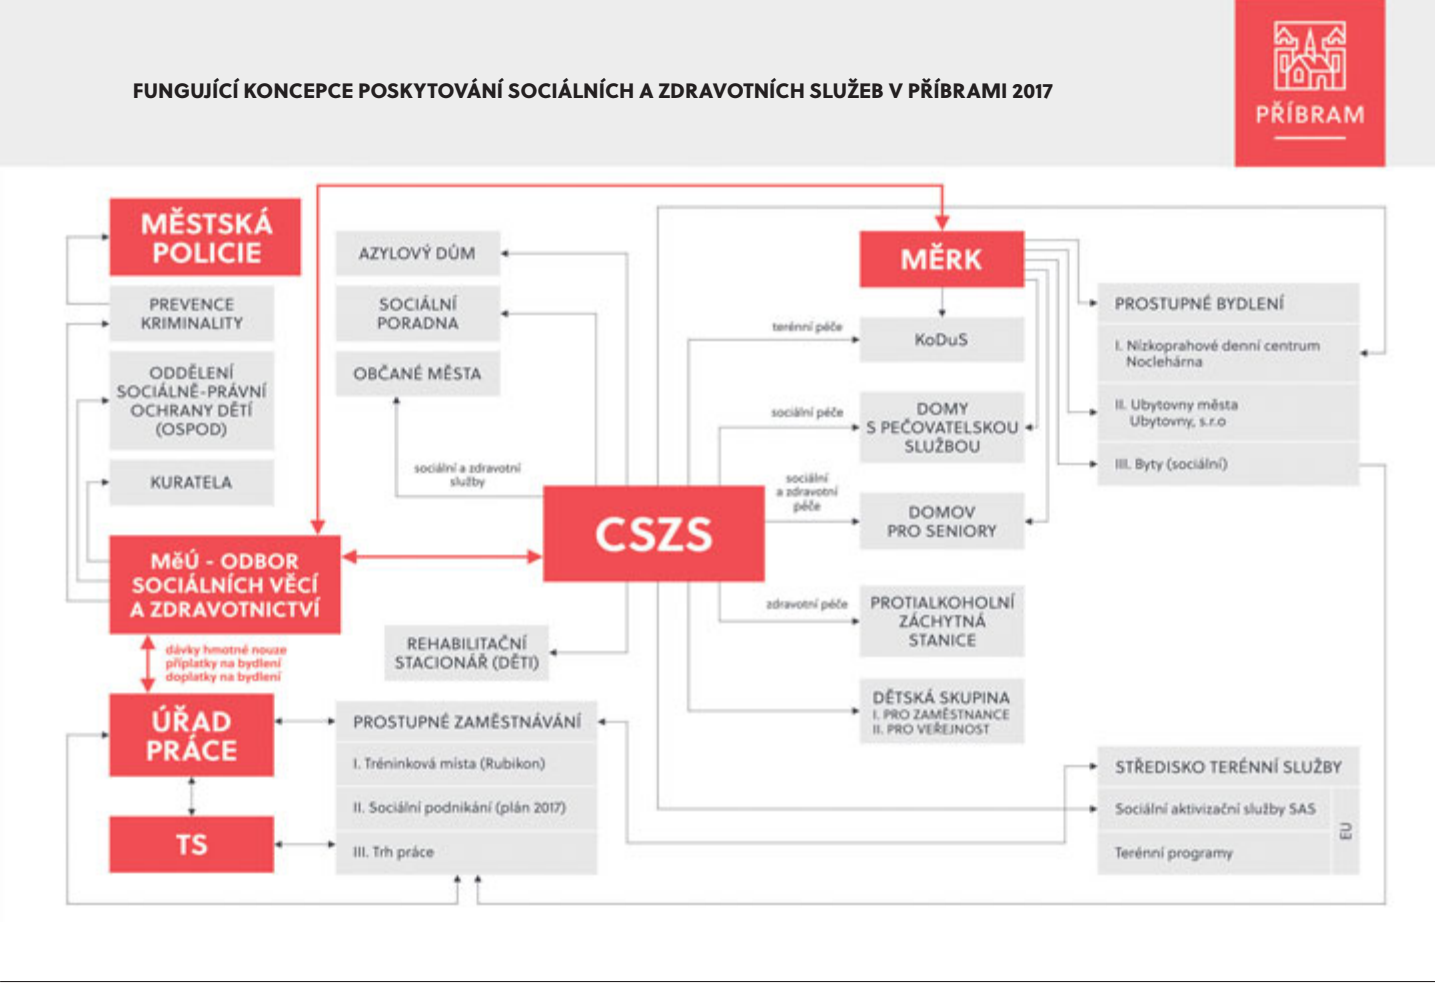 FUNGUJÍCÍ KONCEPCE POSKYTOVÁNÍ SOCIÁLNÍCH A ZDRAVOTNÍCH SLUŽEB V PŘÍBRAMI 2017
PŘÍBRAM
MĚSTSKÁ
POLICIE
PREVENCE
KRIMINALITY
ODDĚLENÍ
SOCIÁLNĚ-PRÁVNÍ
OCHRANY DĚTÍ
(OSPOD)
KURATELA
MěÚ - ODBOR
SOCIÁLNÍCH VĚCÍ
A ZDRAVOTNICTVÍ
dávky hmotné nouze
příplatky na bydlení
doplatky na bydlení
ÚŘAD
PRÁCE
TS
AZYLOVÝ DŮM
SOCIÁLNÍ
PORADNA
OBČANÉ MĚSTA
sociální a zdravotní
služby
CSZS
REHABILITAČNÍ
STACIONÁŘ (DĚTI)
PROSTUPNÉ ZAMĚSTNÁVÁNÍ
I. Tréninková místa (Rubikon)
II. Sociální podnikání (plán 2017)
III. Trh práce
MĚRK
terénní péče
KoDuS
sociální péče
DOMY
S PEČOVATELSKOU
SLUŽBOU
sociální
a zdravotní
péče
DOMOV
PRO SENIORY
zdravotní péče
PROTIALKOHOLNÍ
ZÁCHYTNÁ
STANICE
DĚTSKÁ SKUPINA
I. PRO ZAMĚSTNANCE
II. PRO VEŘEJNOST
PROSTUPNÉ BYDLENÍ
I. Nízkoprahové denní centrum
Noclehárna
II. Ubytovny města
Ubytovny, s.r.o
III. Byty (sociální)
STŘEDISKO TERÉNNÍ SLUŽBY
Sociální aktivizační služby SAS
Terénní programy
EU